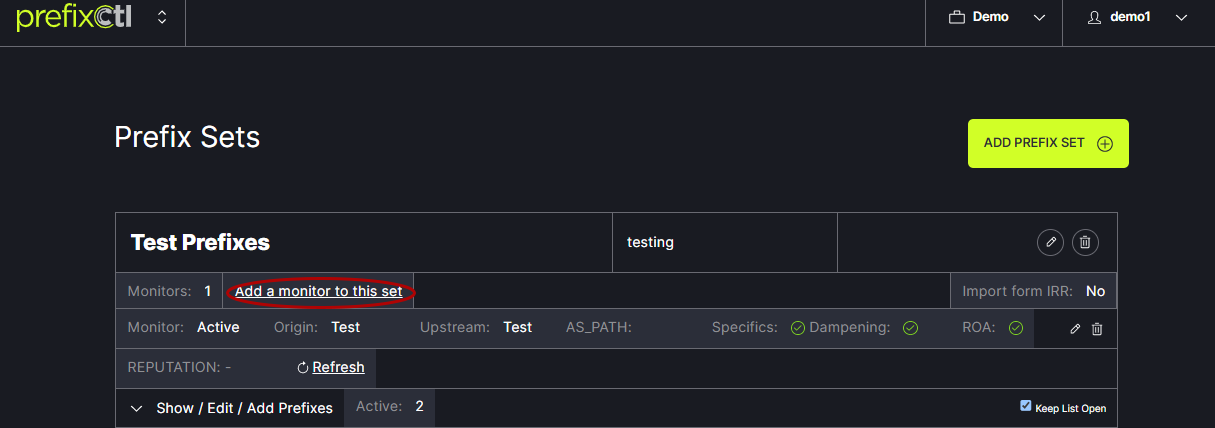 prefixctl Demo demo1
Prefix Sets
ADD PREFIX SET
Test Prefixes testing
Monitors: 1 Add a monitor to this set Import form IRR: No
Monitor: Active Origin: Test Upstream: Test AS_PATH: Specifics: Dampening: ROA:
REPUTATION: - Refresh
Show / Edit / Add Prefixes Active: 2 Keep List Open